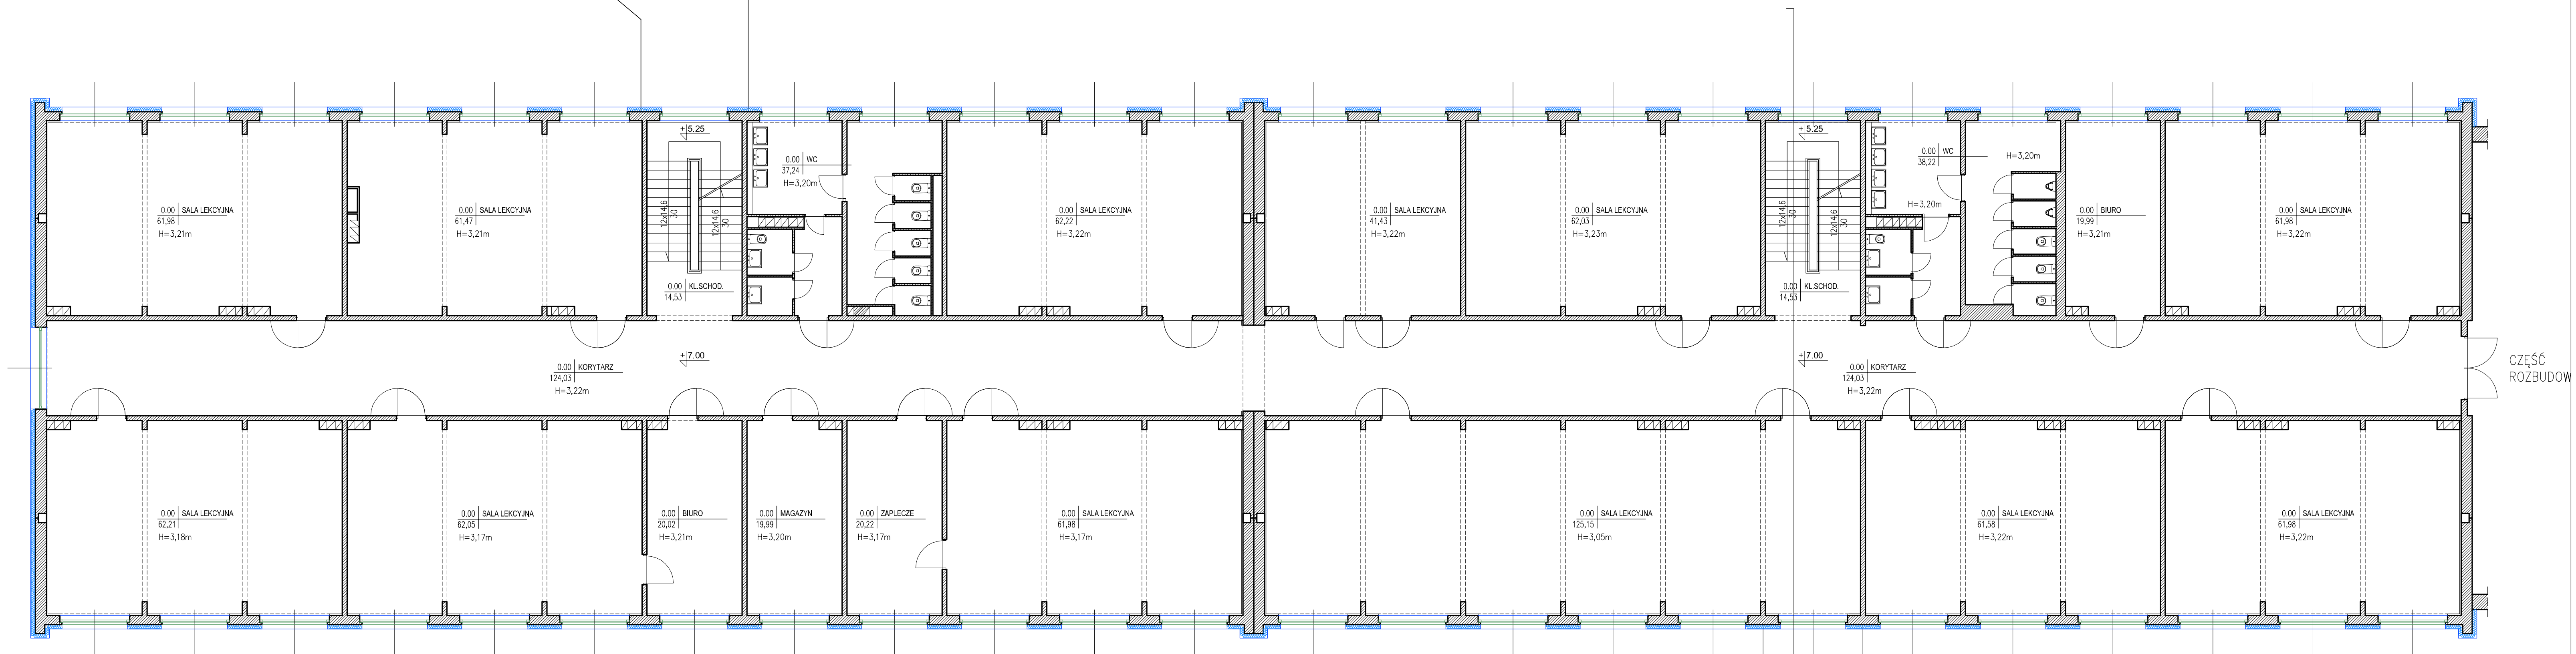 +5.25
+5.25
0.00 WC
37,24
H=3,20m
0.00 WC
38,22
H=3,20m
H=3,20m
0.00 SALA LEKCYJNA
61,98
H=3,21m
0.00 SALA LEKCYJNA
61,47
H=3,21m
12x14,6
30
12x14,6
30
0.00 SALA LEKCYJNA
62,22
H=3,22m
0.00 SALA LEKCYJNA
41,43
H=3,22m
0.00 SALA LEKCYJNA
62,03
H=3,23m
12x14,6
30
12x14,6
30
0.00 BIURO
19,99
H=3,21m
0.00 SALA LEKCYJNA
61,98
H=3,22m
0.00 KL.SCHOD.
14,53
0.00 KL.SCHOD.
14,53
+7.00
+7.00
0.00 KORYTARZ
124,03
H=3,22m
0.00 KORYTARZ
124,03
H=3,22m
CZĘŚĆ
ROZBUDOW
0.00 SALA LEKCYJNA
62,21
H=3,18m
0.00 SALA LEKCYJNA
62,05
H=3,17m
0.00 BIURO
20,02
H=3,21m
0.00 MAGAZYN
19,99
H=3,20m
0.00 ZAPLECZE
20,22
H=3,17m
0.00 SALA LEKCYJNA
61,98
H=3,17m
0.00 SALA LEKCYJNA
125,15
H=3,05m
0.00 SALA LEKCYJNA
61,58
H=3,22m
0.00 SALA LEKCYJNA
61,98
H=3,22m